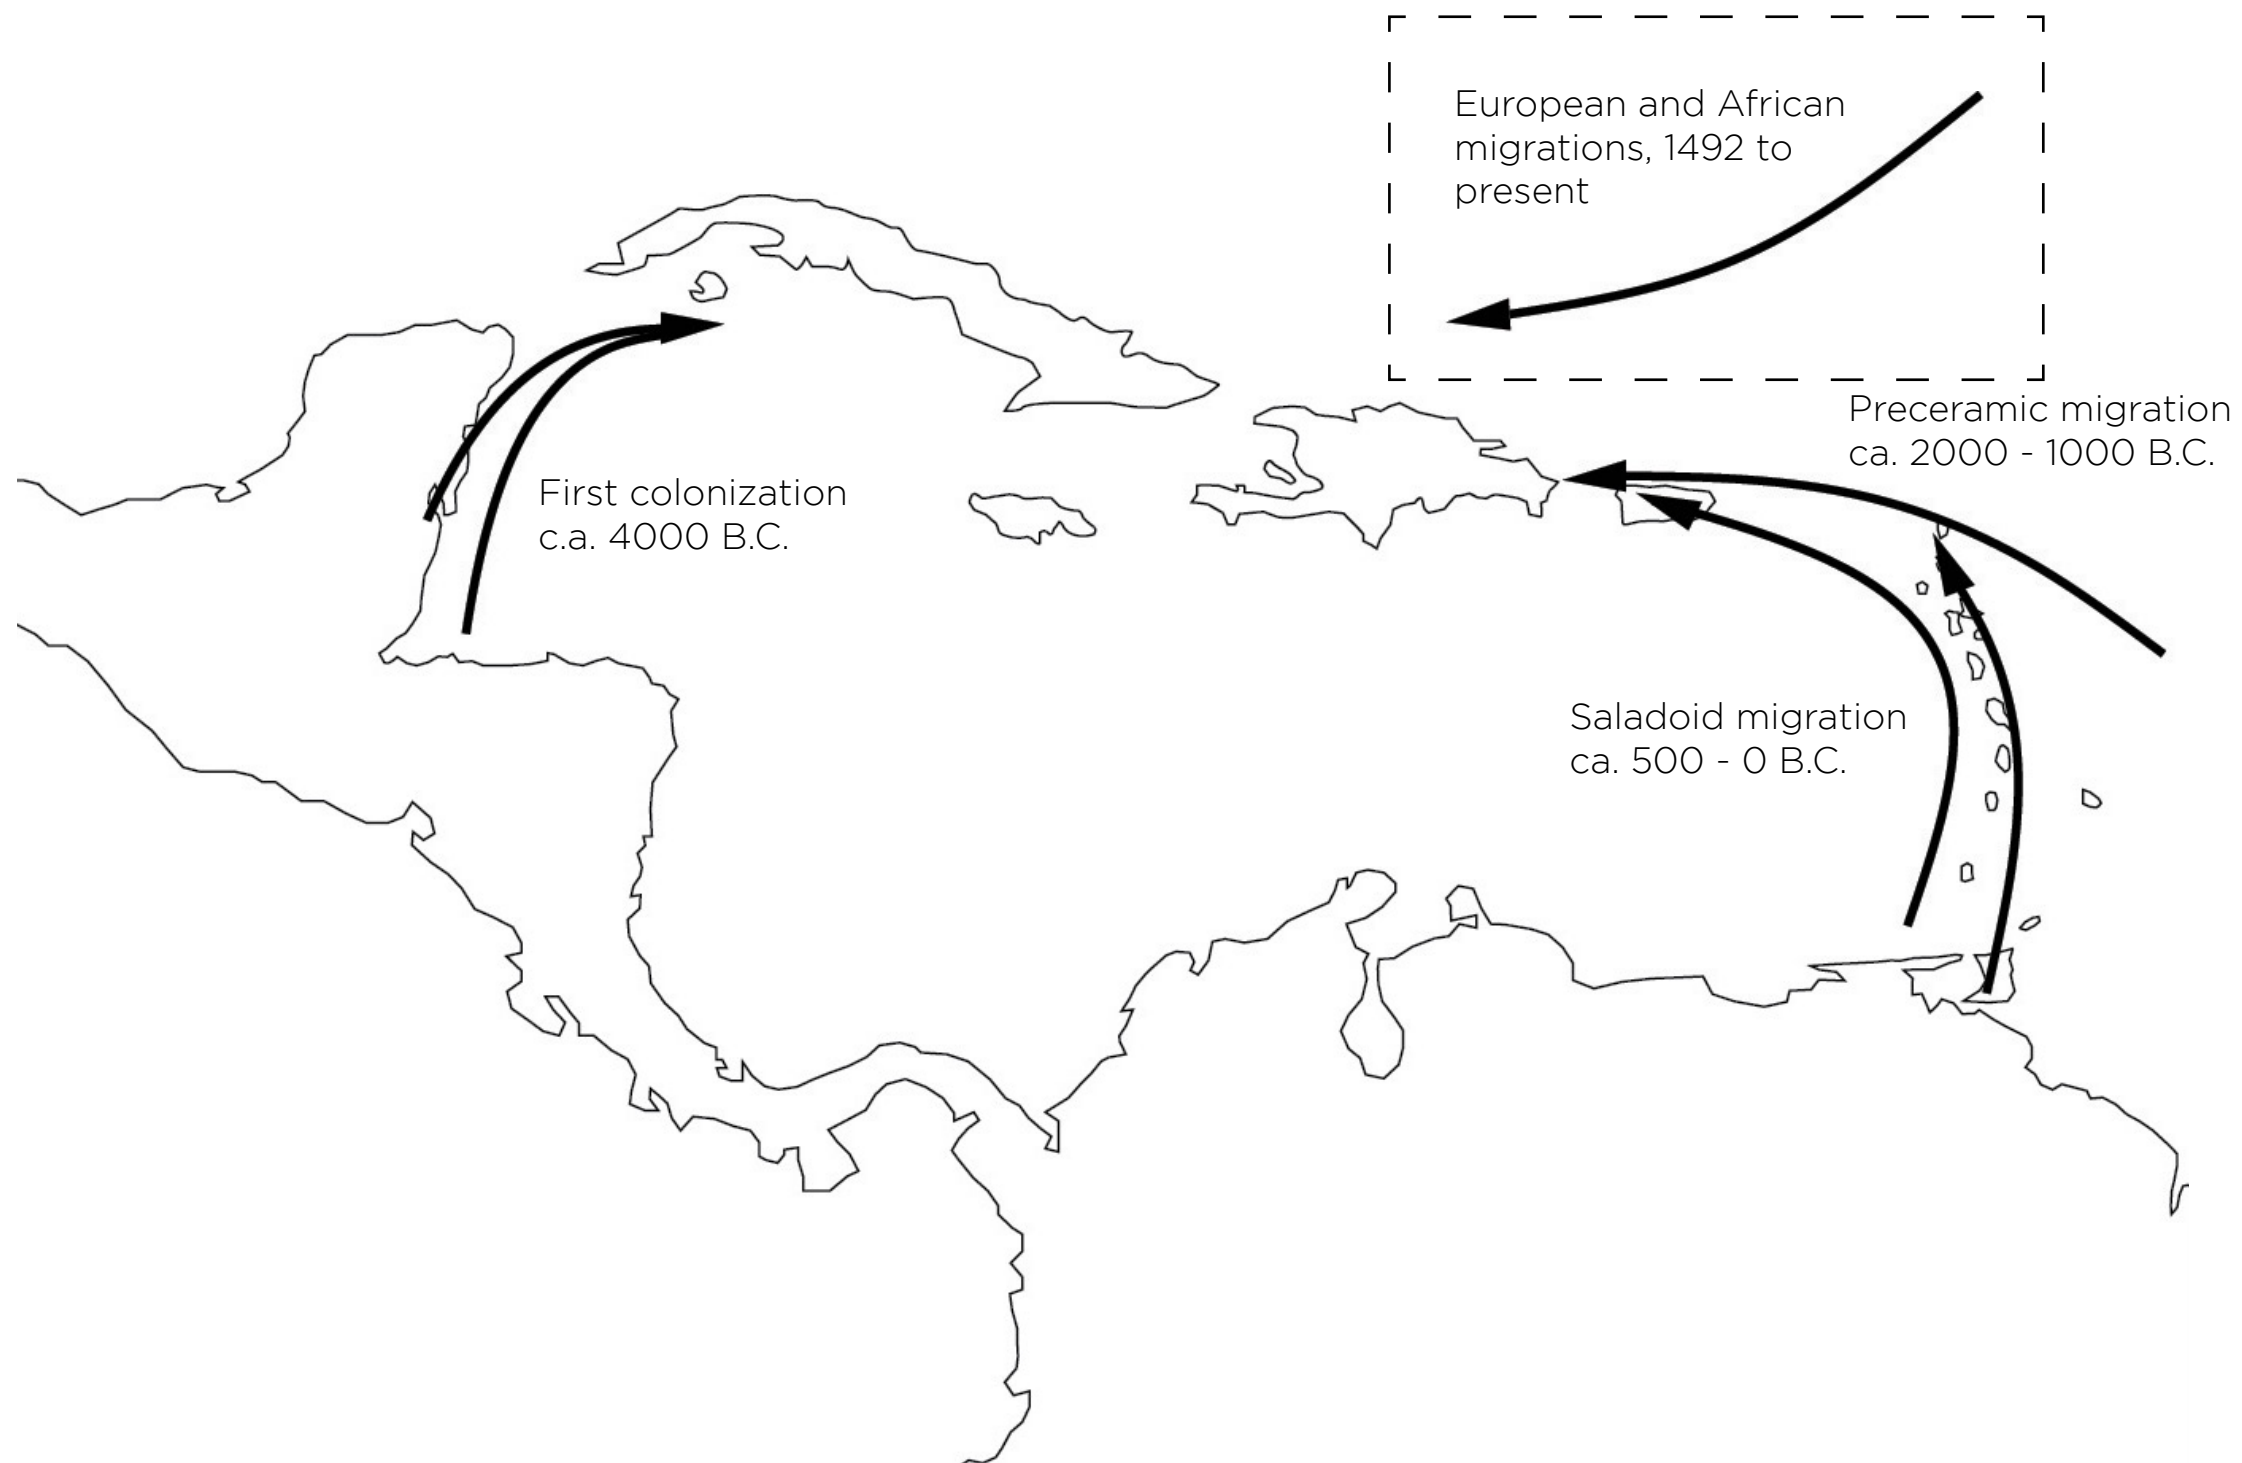 European and African
migrations, 1492 to
present
Preceramic migration
ca. 2000 - 1000 B.C.
First colonization
c.a. 4000 B.C.
Saladoid migration
ca. 500 - 0 B.C.